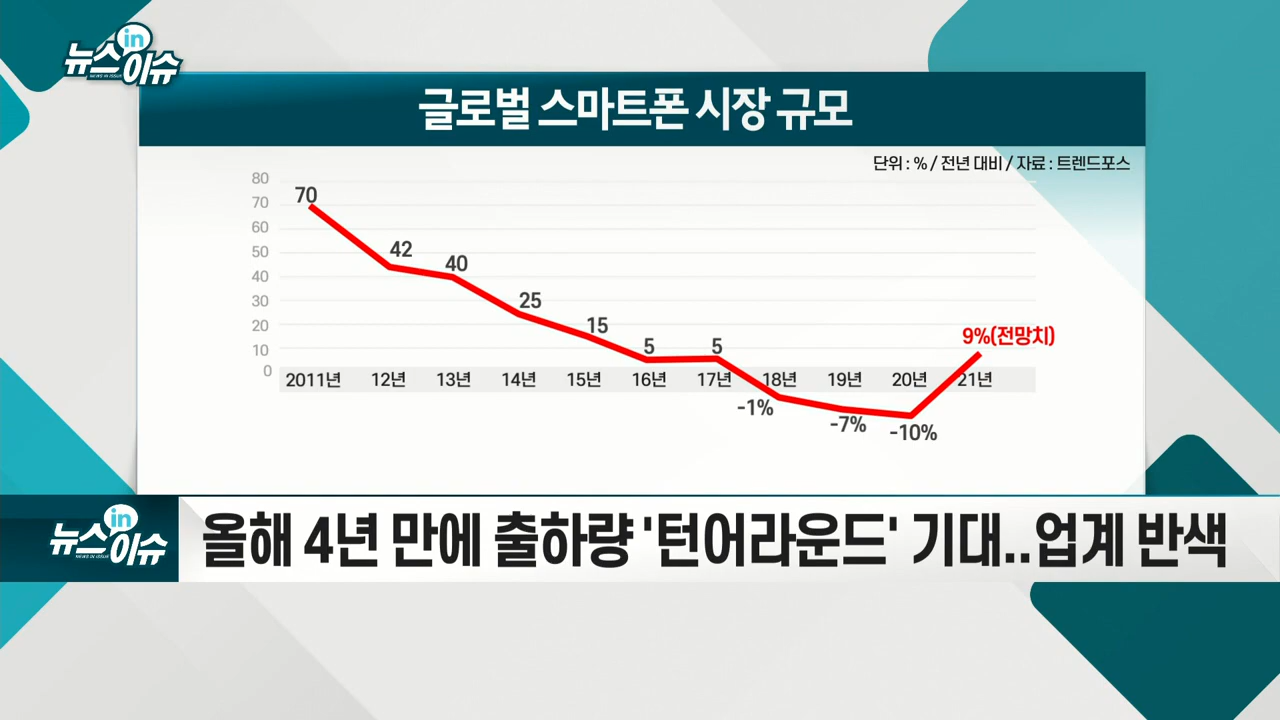 뉴스in이슈
NEWS IN ISSUE
글로벌 스마트폰 시장 규모
단위 : % / 전년 대비 / 자료 : 트렌드포스
80
70
60
50
40
30
20
10
0
70
42
40
25
15
5
5
-1%
-7%
-10%
9%(전망치)
2011년 12년 13년 14년 15년 16년 17년 18년 19년 20년 21년
뉴스in이슈
NEWS IN ISSUE
올해 4년 만에 출하량 '턴어라운드' 기대..업계 반색